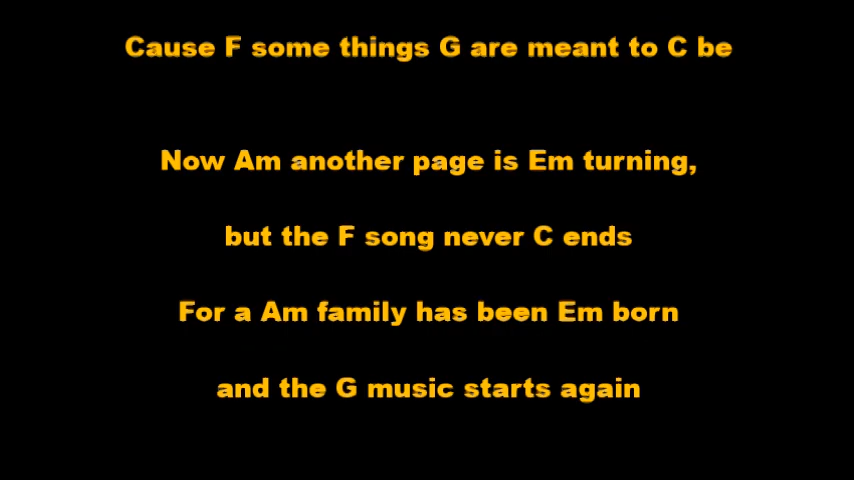 Cause F some things G are meant to C be
Now Am another page is Em turning,
but the F song never C ends
For a Am family has been Em born
and the G music starts again